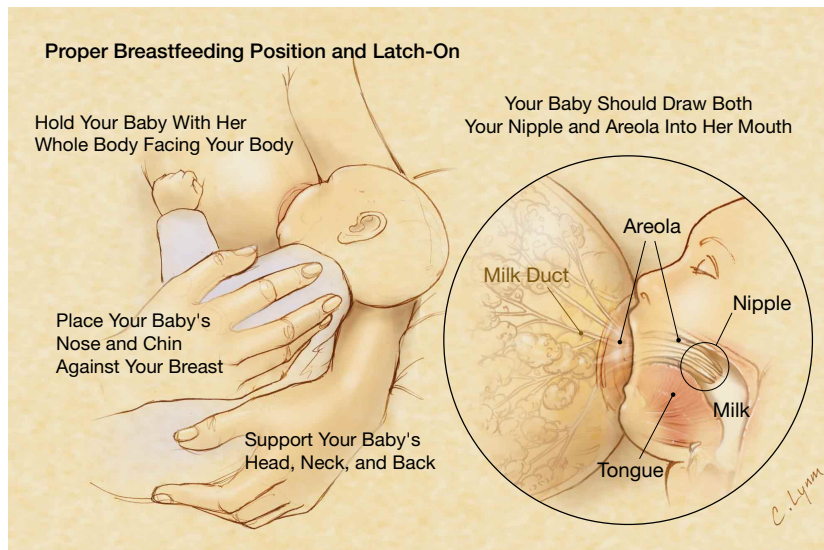 Proper Breastfeeding Position and Latch-On
Hold Your Baby With Her
Whole Body Facing Your Body
Place Your Baby's
Nose and Chin
Against Your Breast
Support Your Baby's
Head, Neck, and Back
Your Baby Should Draw Both
Your Nipple and Areola Into Her Mouth
Areola
Milk Duct
Nipple
Milk
Tongue
C. Lynm